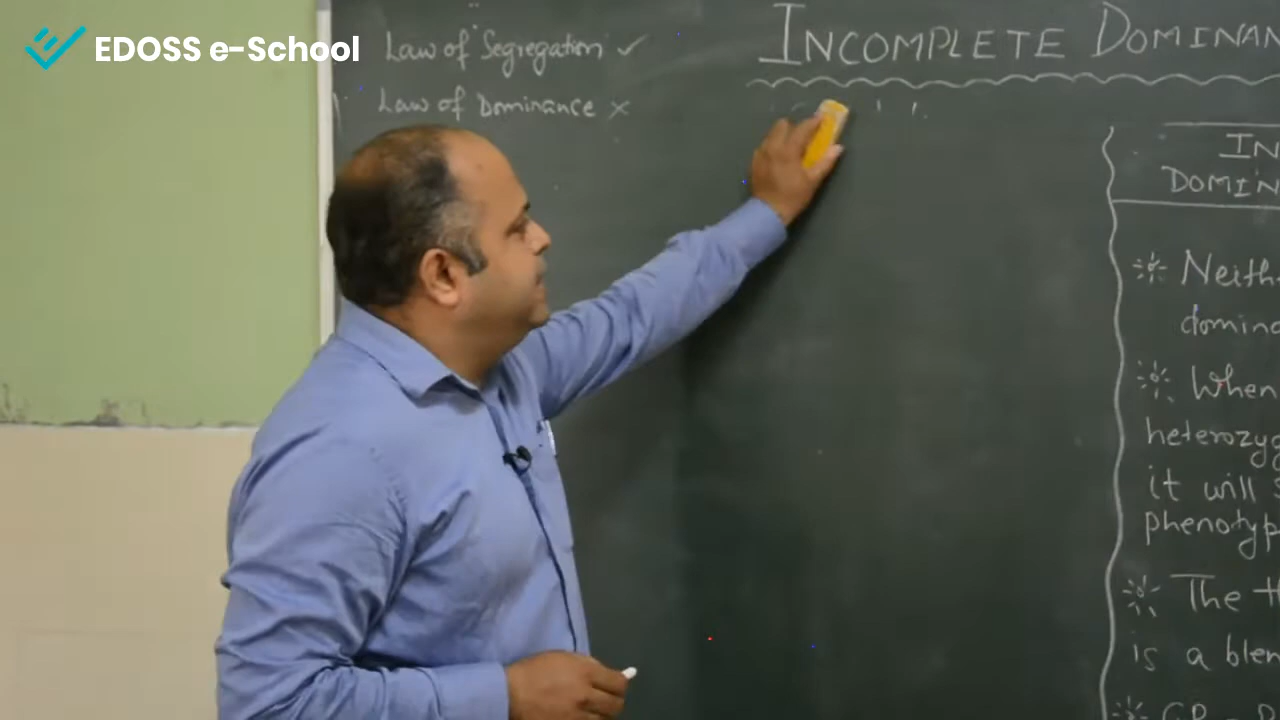 EDOSS e-School
Law of Segregation ✓
Law of Dominance ×
INCOMPLETE DOMINAN
IN
DOMIN
Neith
domina
When
heterozyg
it will
phenotyp
The
is a blen